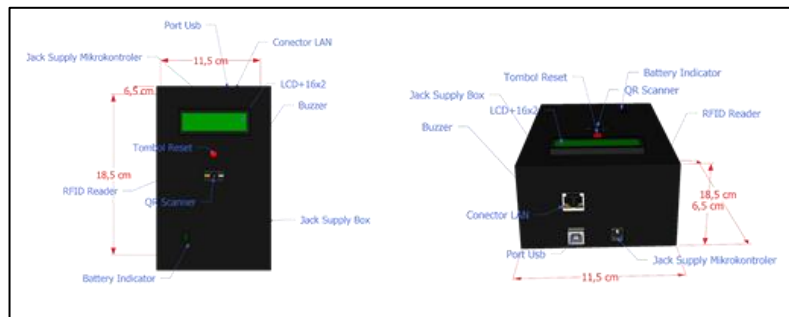 Port Usb
Conector LAN
Jack Supply Mikrokontroler
11,5 cm
6,5 cm
LCD+16x2
Buzzer
Tombol Reset
18,5 cm
RFID Reader
QR Scanner
Jack Supply Box
Battery Indicator
Battery Indicator
Tombol Reset
QR Scanner
Jack Supply Box
LCD+16x2
RFID Reader
Buzzer
18,5 cm
6,5 cm
Conector LAN
Port Usb
Jack Supply Mikrokontroler
11,5 cm